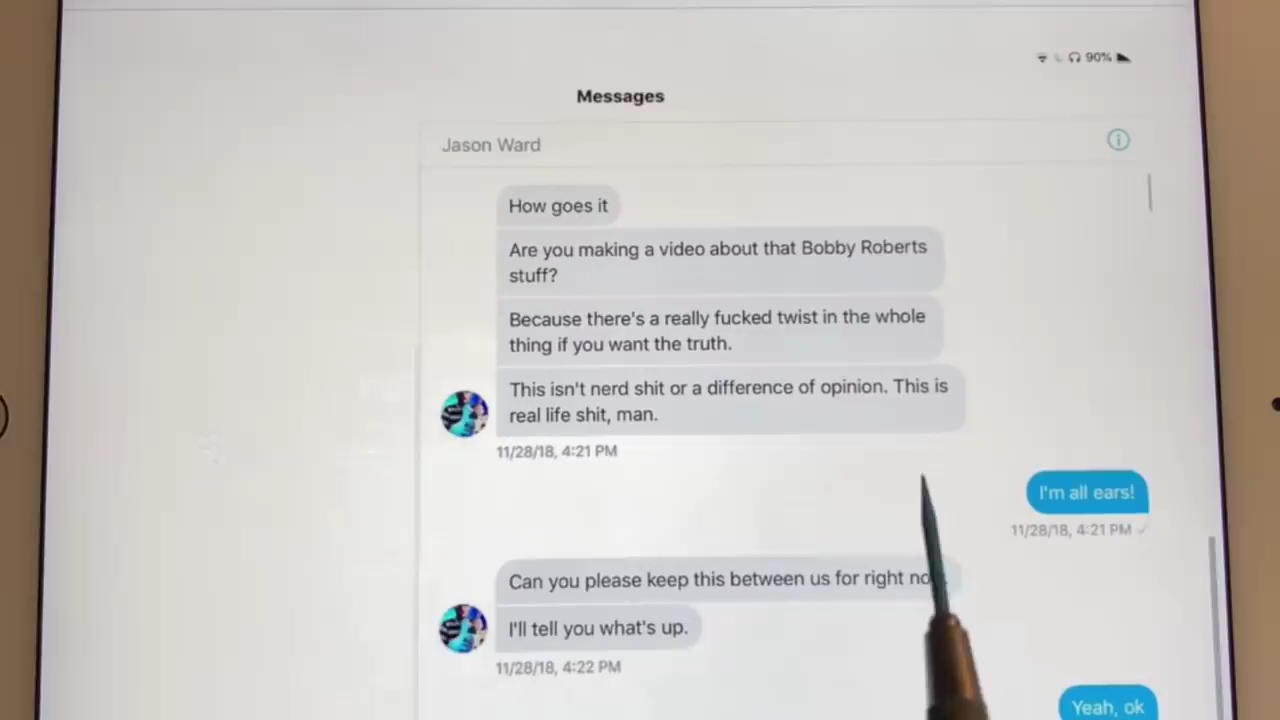 90%
Messages
Jason Ward
How goes it
Are you making a video about that Bobby Roberts
stuff?
Because there's a really fucked twist in the whole
thing if you want the truth.
This isn't nerd shit or a difference of opinion. This is
real life shit, man.
11/28/18, 4:21 PM
I'm all ears!
11/28/18, 4:21 PM
Can you please keep this between us for right
I'll tell you what's up.
11/28/18, 4:22 PM
Yeah, ok